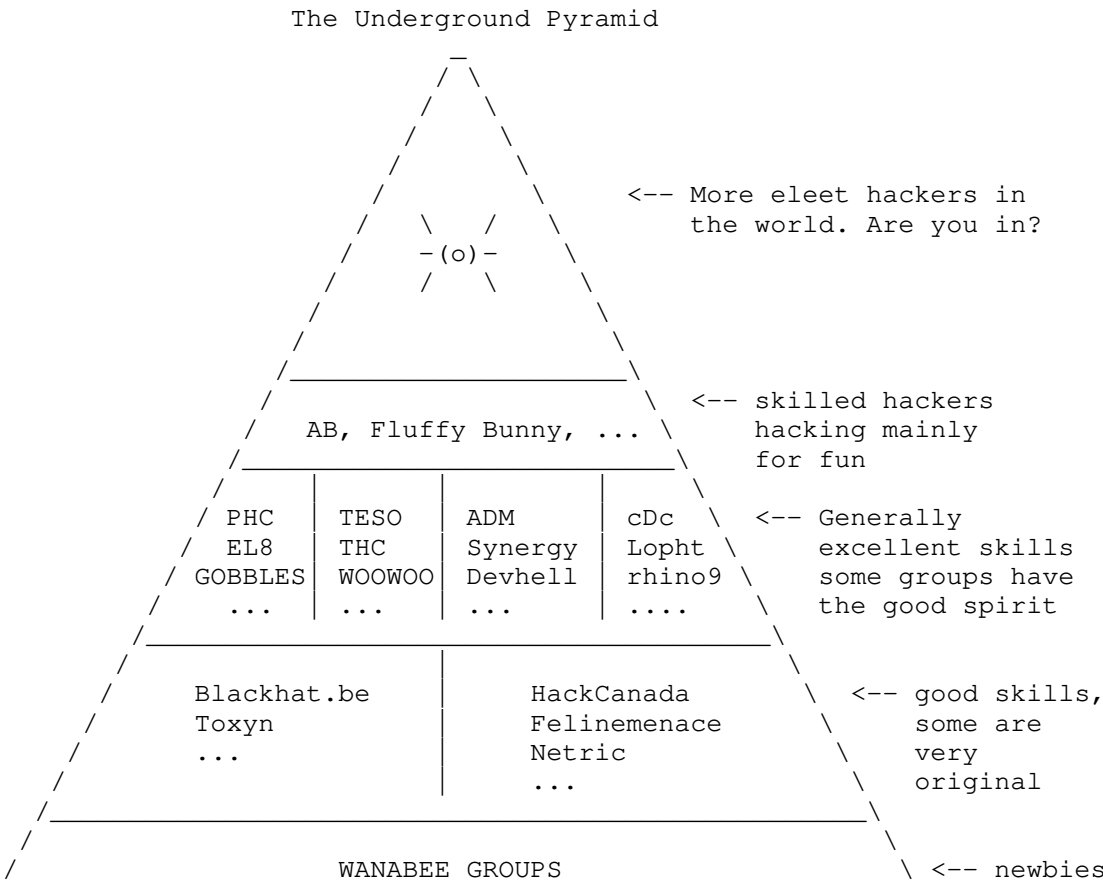 The Underground Pyramid
<-- More eleet hackers in
the world. Are you in?
-(o)-
<-- skilled hackers
AB, Fluffy Bunny, ... hacking mainly
for fun
PHC TESO ADM cDc <-- Generally
EL8 THC Synergy Lopht excellent skills
GOBBLES WOOWOO Devhell rhino9 some groups have
... ... ... .... the good spirit
Blackhat.be HackCanada <-- good skills,
Toxyn Felinemenace some are
... Netric very
... original
WANABEE GROUPS <-- newbies